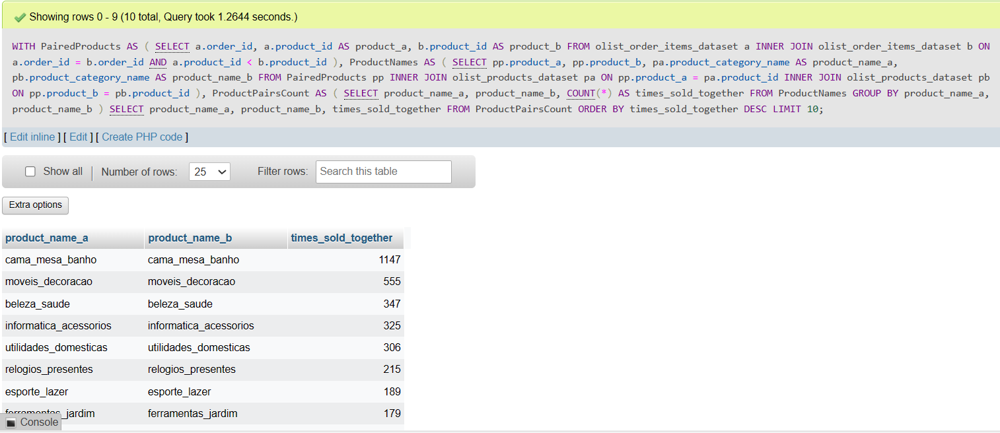 Showing rows 0 - 9 (10 total, Query took 1.2644 seconds.)
WITH PairedProducts AS ( SELECT a.order_id, a.product_id AS product_a, b.product_id AS product_b FROM olist_order_items_dataset a INNER JOIN olist_order_items_dataset b ON
a.order_id = b.order_id AND a.product_id < b.product_id ), ProductNames AS ( SELECT pp.product_a, pp.product_b, pa.product_category_name AS product_name_a,
pb.product_category_name AS product_name_b FROM PairedProducts pp INNER JOIN olist_products_dataset pa ON pp.product_a = pa.product_id INNER JOIN olist_products_dataset pb
ON pp.product_b = pb.product_id ), ProductPairsCount AS ( SELECT product_name_a, product_name_b, COUNT(*) AS times_sold_together FROM ProductNames GROUP BY product_name_a,
product_name_b ) SELECT product_name_a, product_name_b, times_sold_together FROM ProductPairsCount ORDER BY times_sold_together DESC LIMIT 10;
[ Edit inline ] [ Edit ] [ Create PHP code ]
Show all | Number of rows: 25 Filter rows: Search this table
Extra options
product_name_a product_name_b times_sold_together
cama_mesa_banho cama_mesa_banho 1147
moveis_decoracao moveis_decoracao 555
beleza_saude beleza_saude 347
informatica_acessorios informatica_acessorios 325
utilidades_domesticas utilidades_domesticas 306
relogios_presentes relogios_presentes 215
esporte_lazer esporte_lazer 189
ferramentas_jardim ferramentas_jardim 179
Console